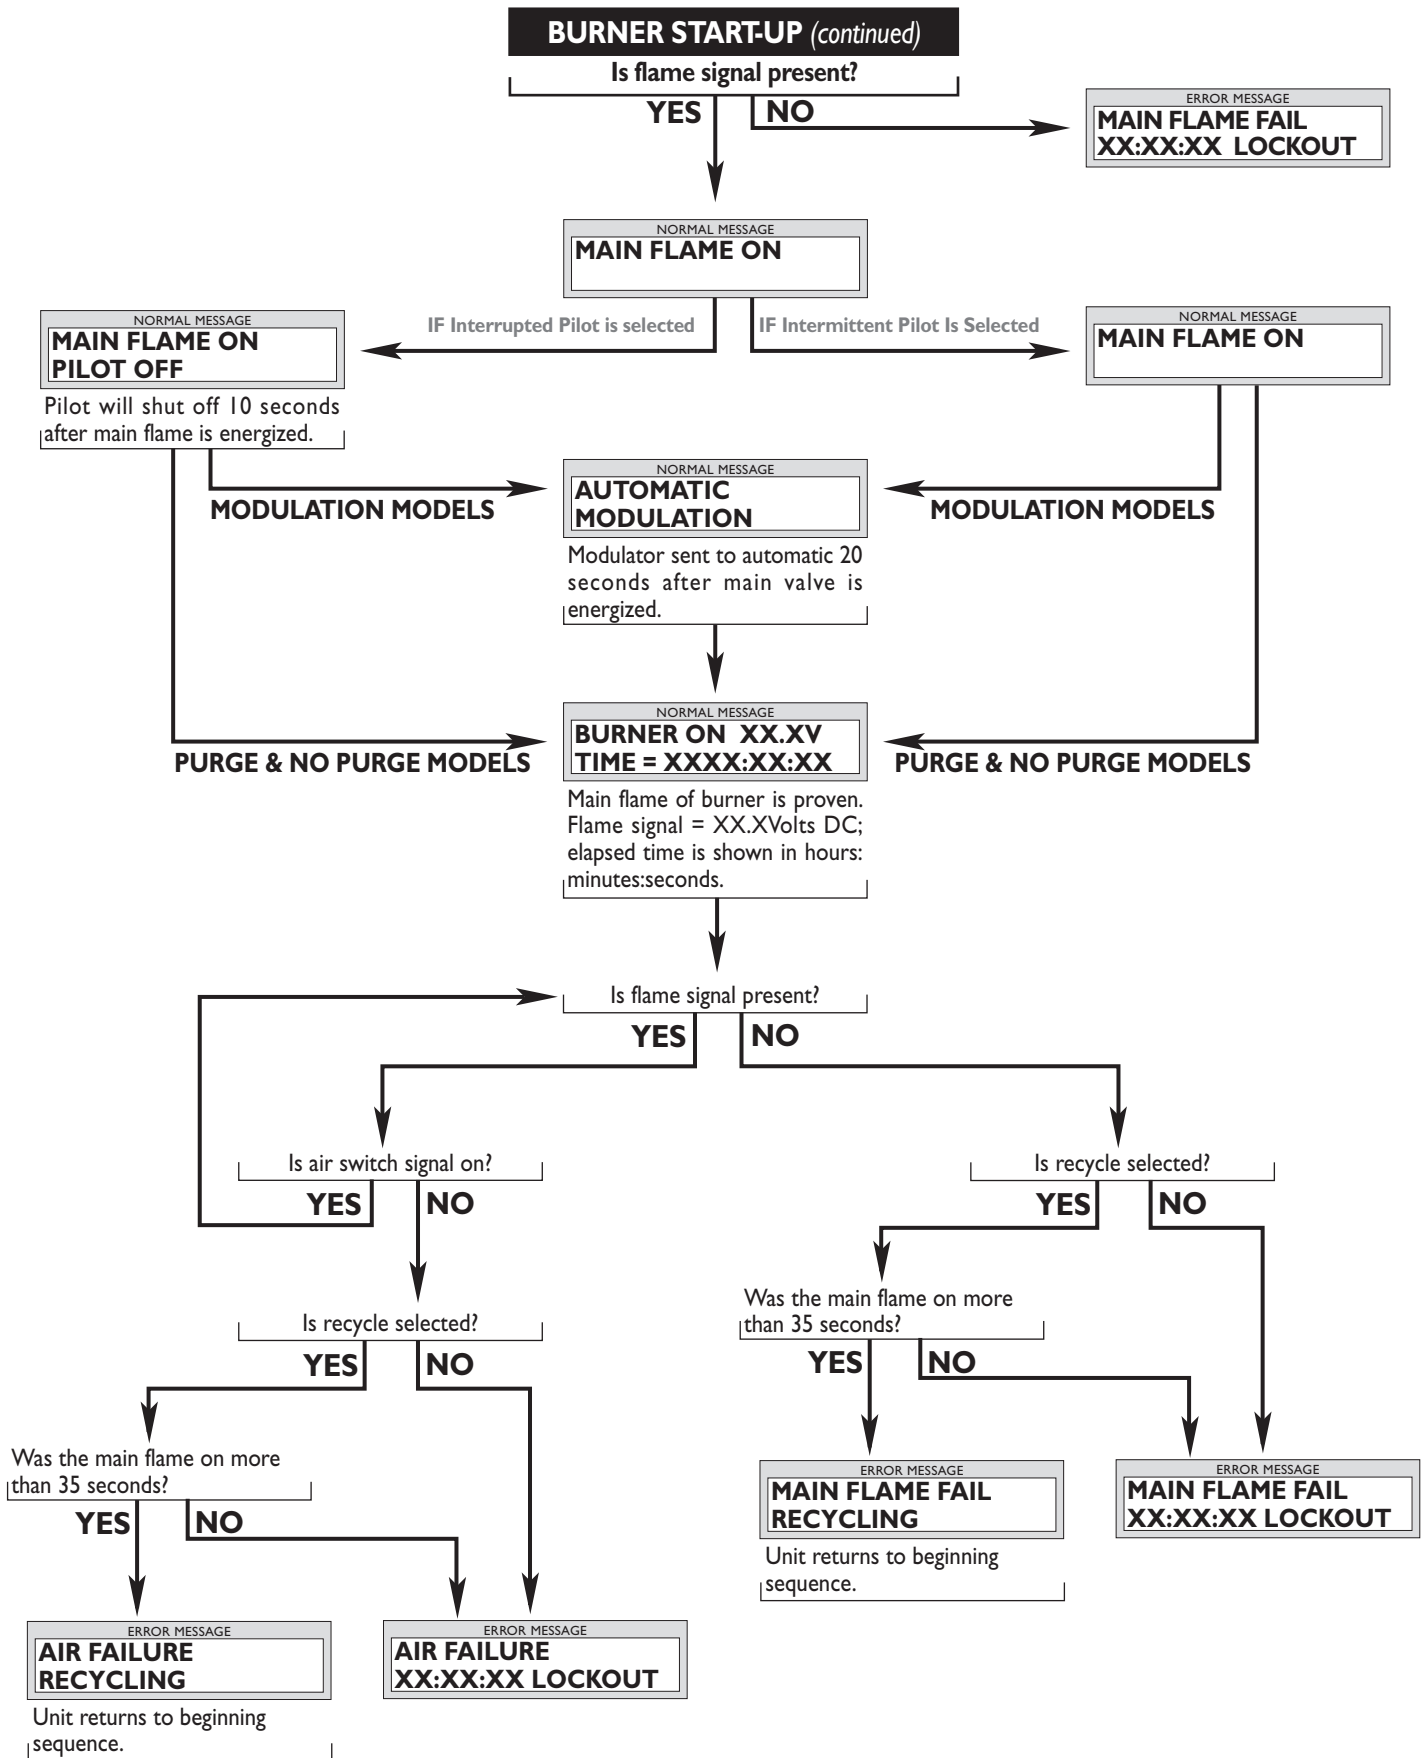 BURNER START-UP (continued)
Is flame signal present?
YES
NO
ERROR MESSAGE
MAIN FLAME FAIL
XX:XX:XX LOCKOUT
NORMAL MESSAGE
MAIN FLAME ON
IF Interrupted Pilot is selected
IF Intermittent Pilot Is Selected
NORMAL MESSAGE
MAIN FLAME ON
PILOT OFF
Pilot will shut off 10 seconds
after main flame is energized.
NORMAL MESSAGE
MAIN FLAME ON
MODULATION MODELS
NORMAL MESSAGE
AUTOMATIC
MODULATION
Modulator sent to automatic 20
seconds after main valve is
energized.
MODULATION MODELS
PURGE & NO PURGE MODELS
NORMAL MESSAGE
BURNER ON XX.XV
TIME = XXXX:XX:XX
Main flame of burner is proven.
Flame signal = XX.XVolts DC;
elapsed time is shown in hours:
minutes:seconds.
PURGE & NO PURGE MODELS
Is flame signal present?
YES
NO
Is air switch signal on?
YES
NO
Is recycle selected?
YES
NO
Was the main flame on more
than 35 seconds?
YES
NO
ERROR MESSAGE
AIR FAILURE
RECYCLING
Unit returns to beginning
sequence.
ERROR MESSAGE
AIR FAILURE
XX:XX:XX LOCKOUT
Is recycle selected?
YES
NO
Was the main flame on more
than 35 seconds?
YES
NO
ERROR MESSAGE
MAIN FLAME FAIL
RECYCLING
Unit returns to beginning
sequence.
ERROR MESSAGE
MAIN FLAME FAIL
XX:XX:XX LOCKOUT